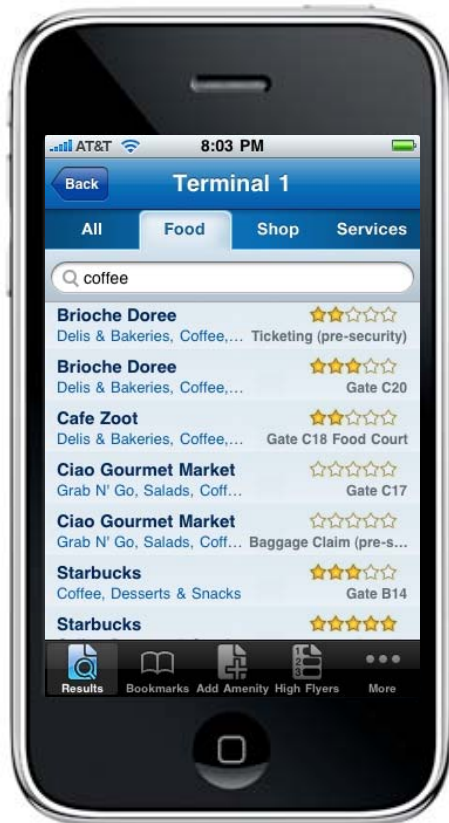 AT&T 8:03 PM
Back Terminal 1
All Food Shop Services
coffee
Brioche Doree
Delis & Bakeries, Coffee,... Ticketing (pre-security)
Brioche Doree
Delis & Bakeries, Coffee,... Gate C20
Cafe Zoot
Delis & Bakeries, Coffee,... Gate C18 Food Court
Ciao Gourmet Market
Grab N' Go, Salads, Coff... Gate C17
Ciao Gourmet Market
Grab N' Go, Salads, Coff... Baggage Claim (pre-s...
Starbucks
Coffee, Desserts & Snacks Gate B14
Starbucks
1
2
3
Results Bookmarks Add Amenity High Flyers More